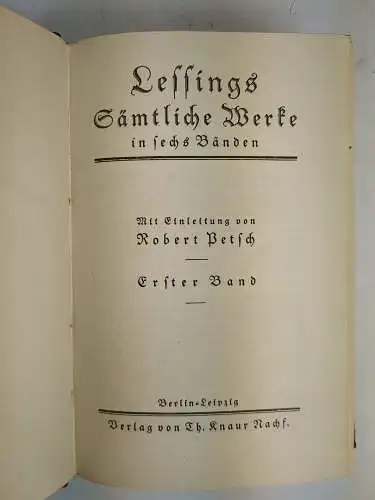 Lessings
Sämtliche Werke
in sechs Bänden
Mit Einleitung von
Robert Petsch
Erster Band
Berlin-Leipzig
Verlag von Th. Knaur Nachf.